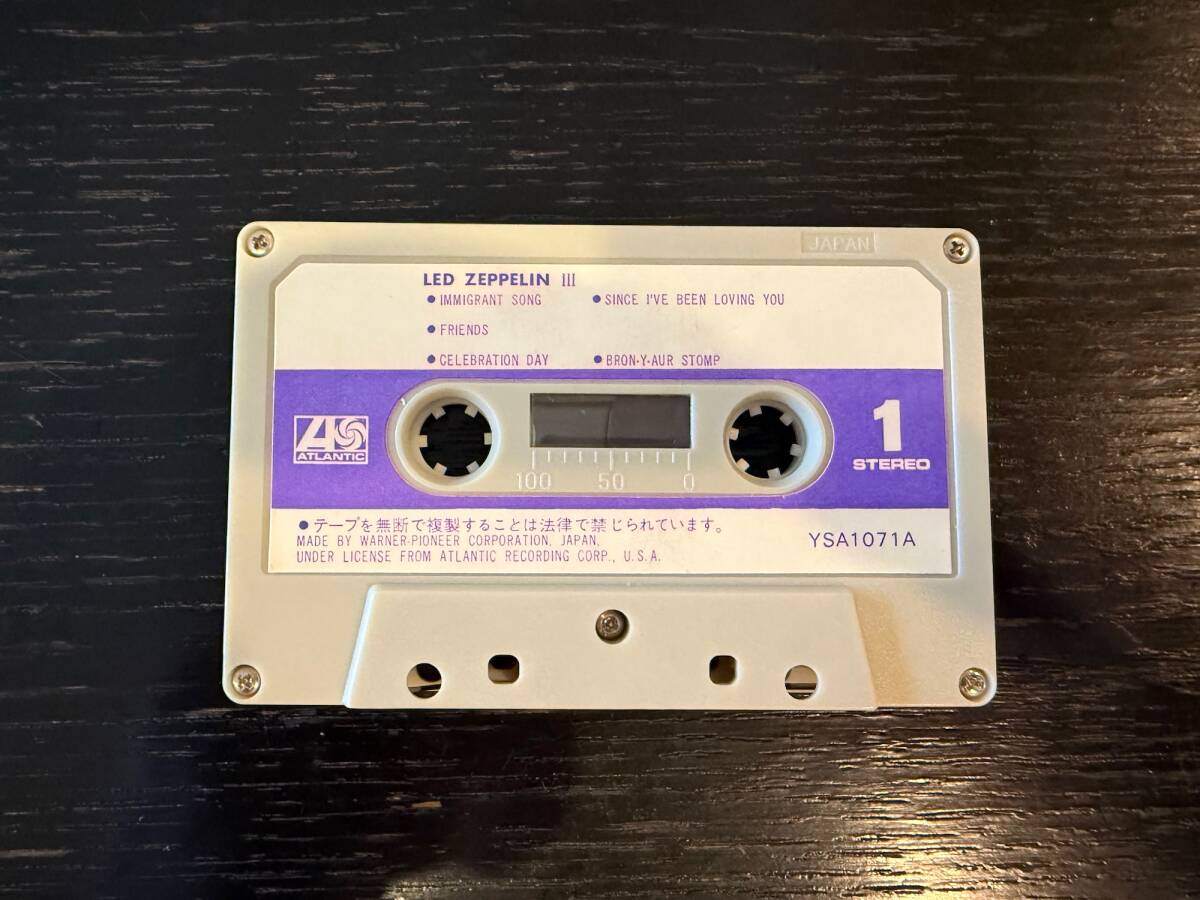 JAPAN
LED ZEPPELIN III
● IMMIGRANT SONG ● SINCE I'VE BEEN LOVING YOU
● FRIENDS
● CELEBRATION DAY ● BRON-Y-AUR STOMP
ATLANTIC
1
STEREO
100 50 0
● テープを無断で複製することは法律で禁じられています。
MADE BY WARNER-PIONEER CORPORATION, JAPAN,
UNDER LICENSE FROM ATLANTIC RECORDING CORP., U.S.A.
YSA1071A